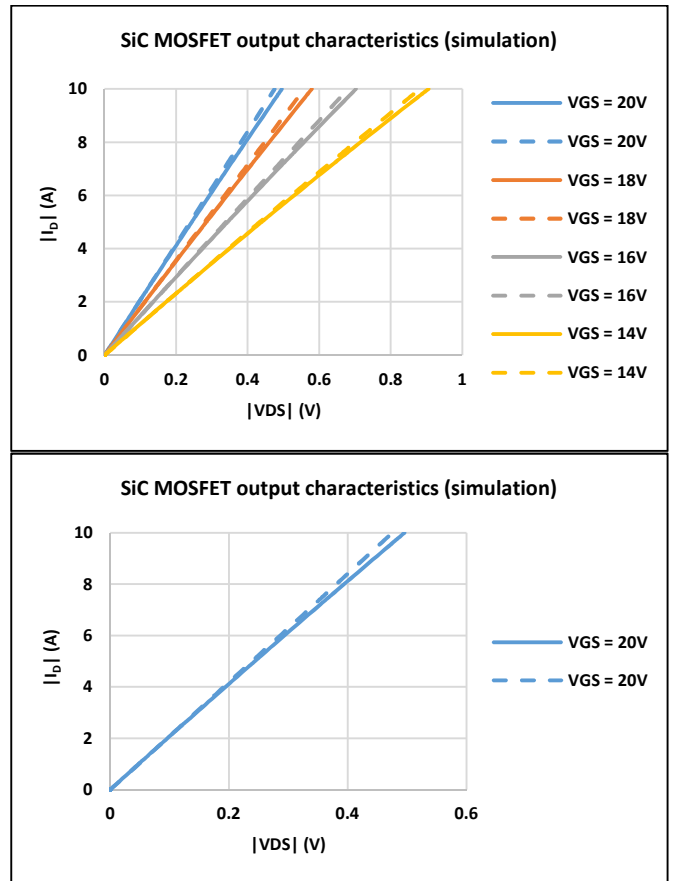 SiC MOSFET output characteristics (simulation)
10
8
6
4
2
0
|I_D| (A)
0 0.2 0.4 0.6 0.8 1
|VDS| (V)
VGS = 20V
VGS = 20V
VGS = 18V
VGS = 18V
VGS = 16V
VGS = 16V
VGS = 14V
VGS = 14V
SiC MOSFET output characteristics (simulation)
10
8
6
4
2
0
|I_D| (A)
0 0.2 0.4 0.6
|VDS| (V)
VGS = 20V
VGS = 20V